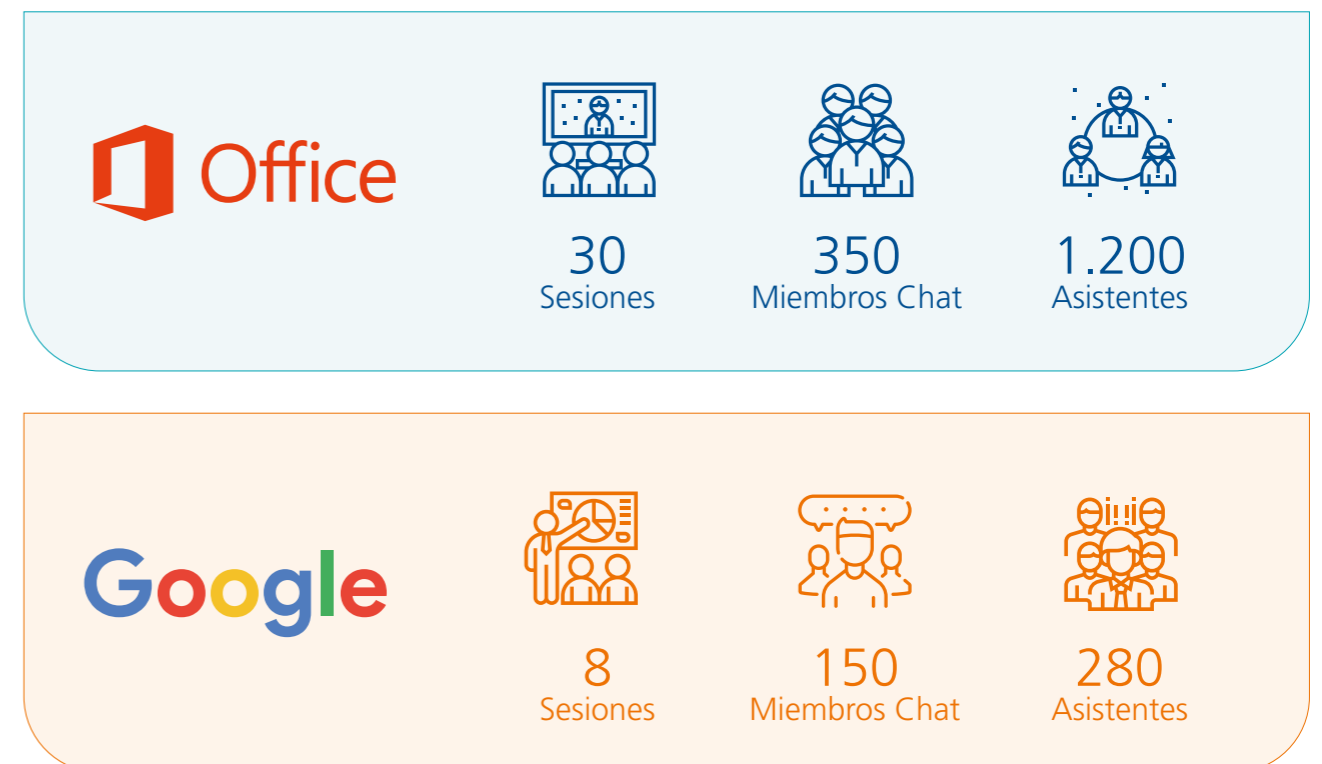 Office
30
Sesiones
350
Miembros Chat
1.200
Asistentes
Google
8
Sesiones
150
Miembros Chat
280
Asistentes